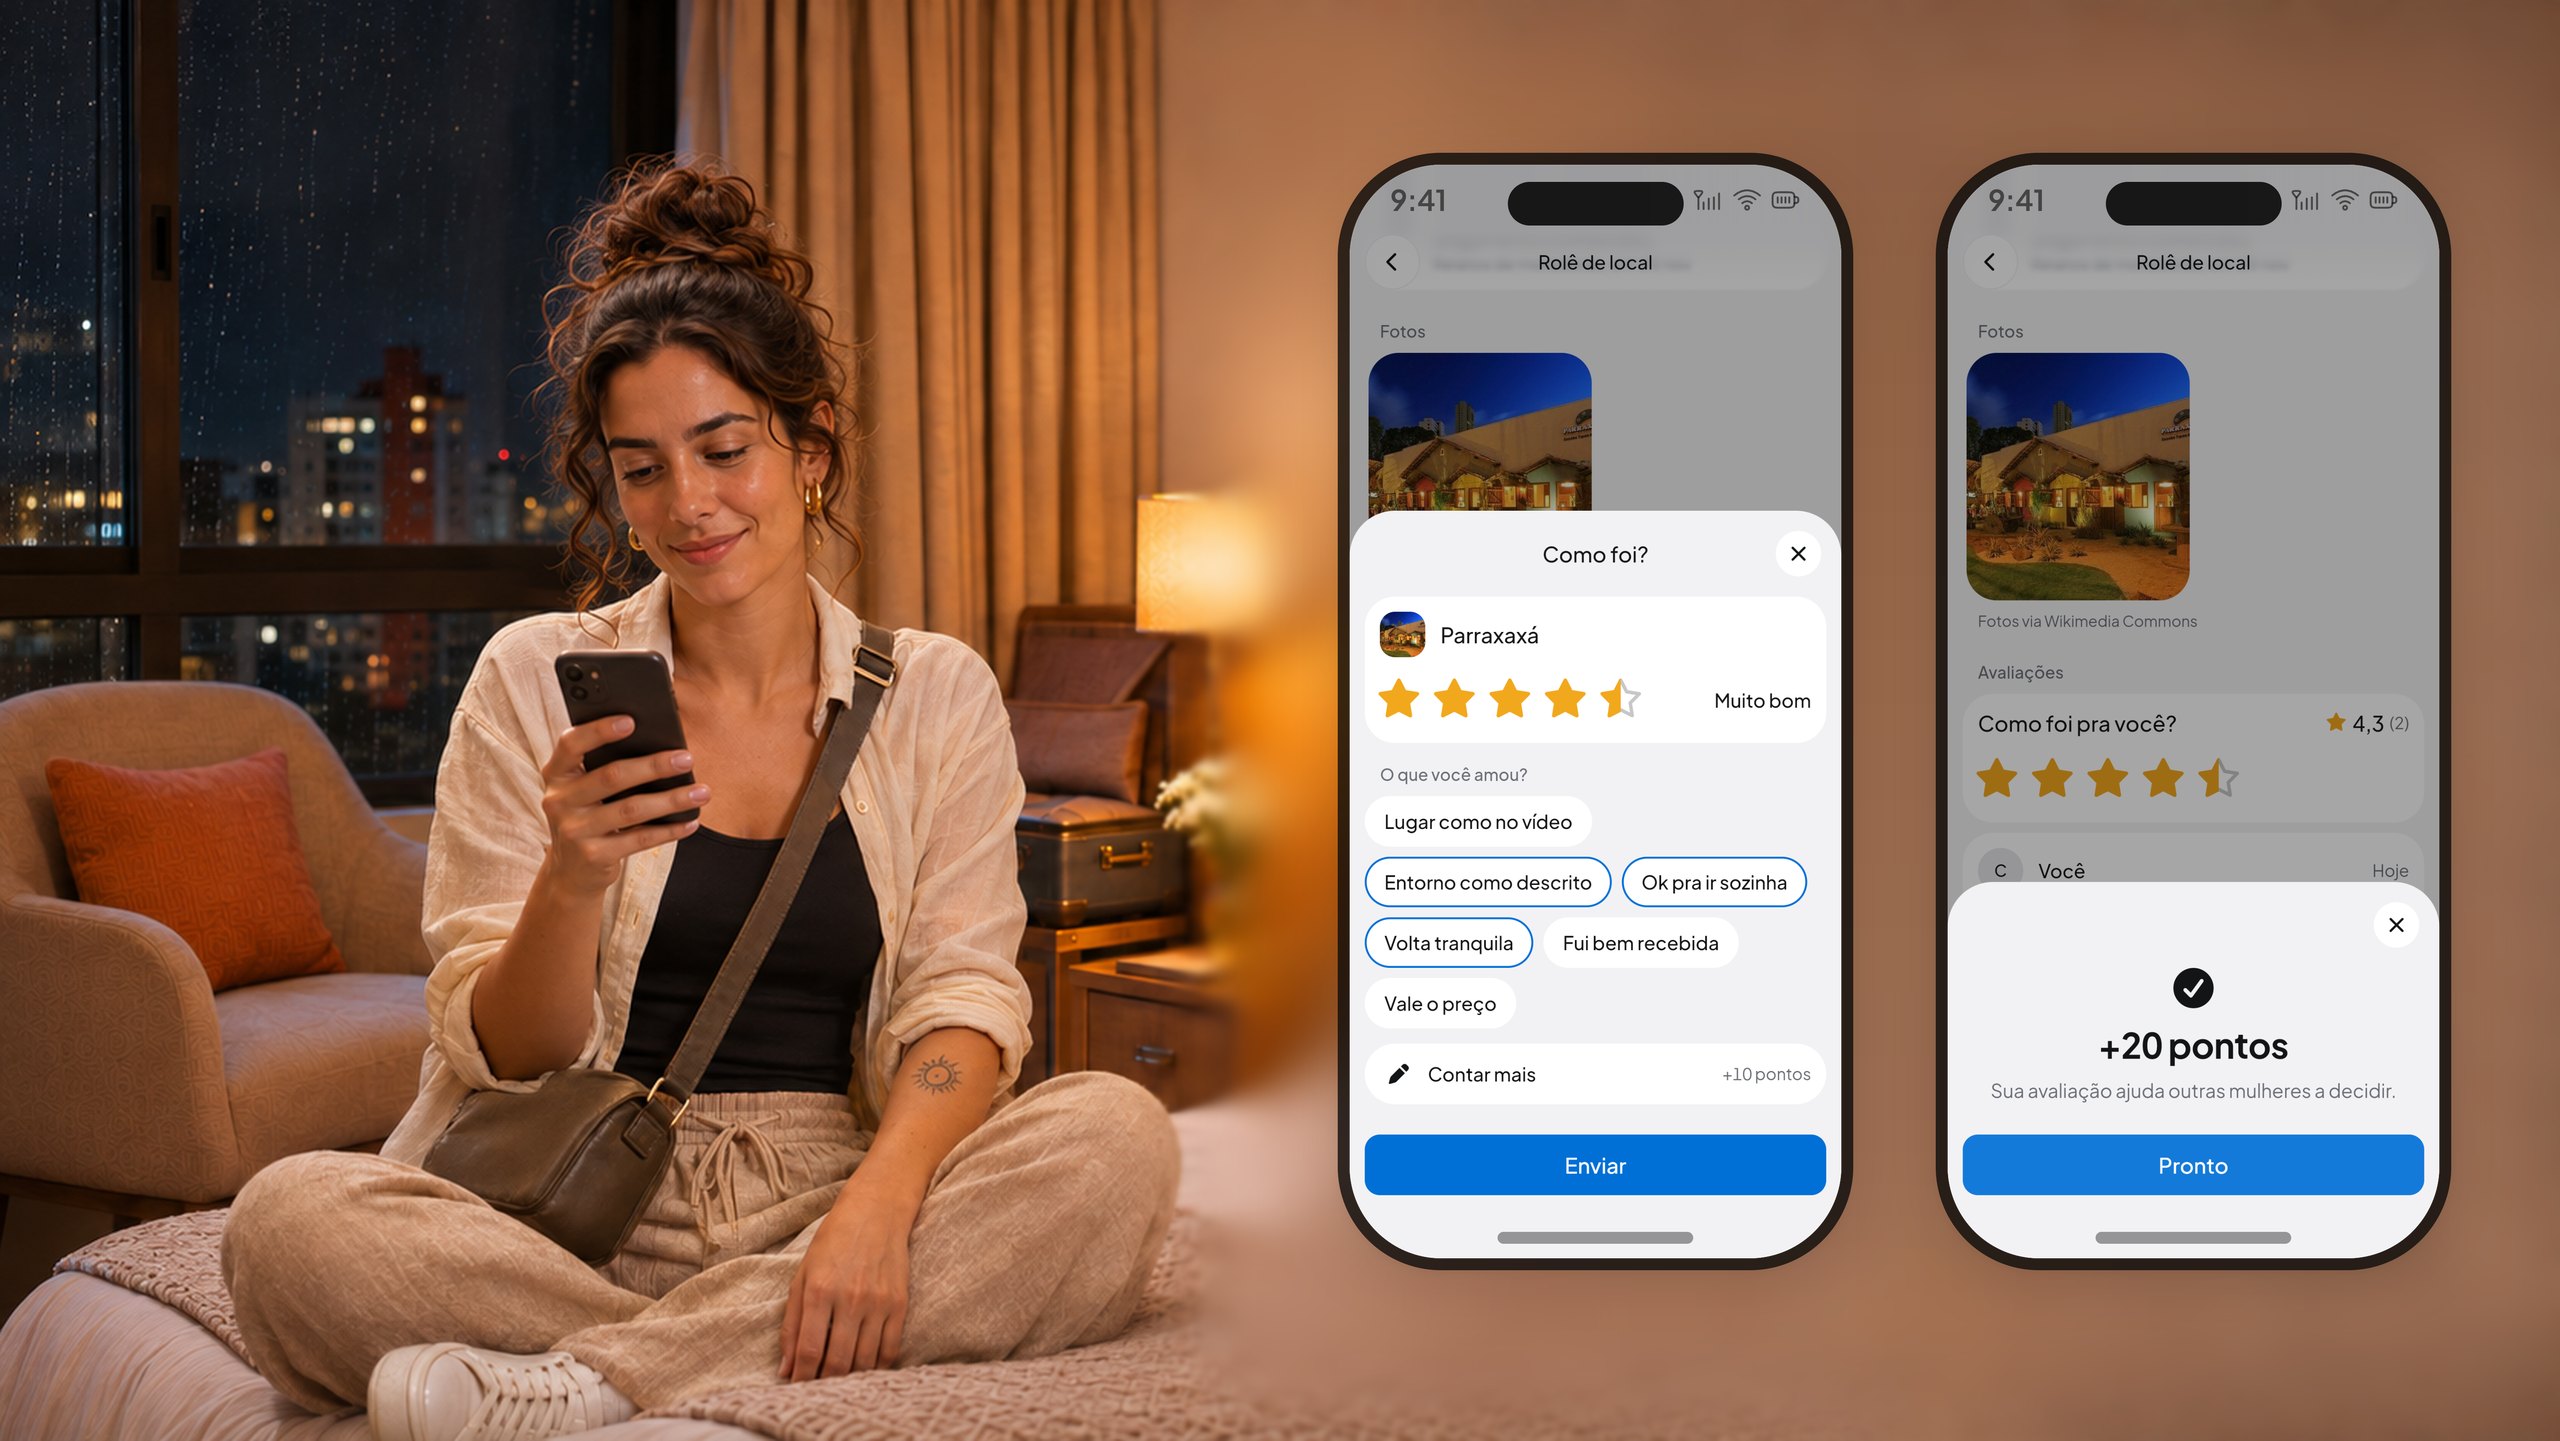 9:41
Rolê de local
Fotos
Como foi?
Parraxaxá
Muito bom
O que você amou?
Lugar como no vídeo
Entorno como descrito
Ok pra ir sozinha
Volta tranquila
Fui bem recebida
Vale o preço
Contar mais
+10 pontos
Enviar
9:41
Rolê de local
Fotos
Fotos via Wikimedia Commons
Avaliações
Como foi pra você?
4,3 (2)
C
Você
Hoje
+20 pontos
Sua avaliação ajuda outras mulheres a decidir.
Pronto